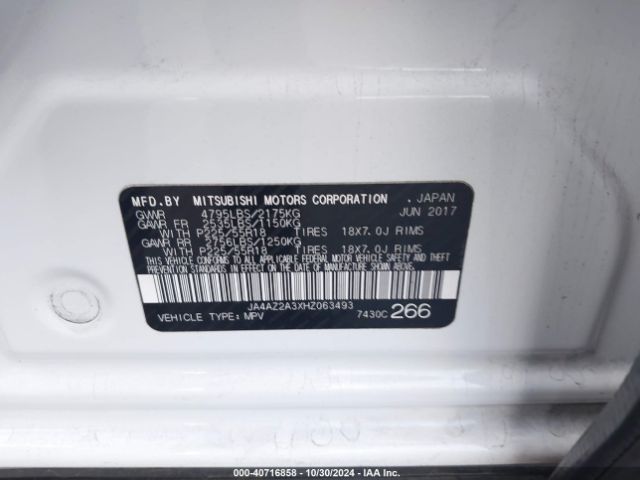 MFD.BY MITSUBISHI MOTORS CORPORATION . JAPAN
GVWR 4795LBS/2175KG JUN 2017
GAWR FR 2535LBS/1150KG
WITH P225/55R18 TIRES 18X7.0J RIMS
GAWR RR 2756LBS/1250KG
WITH P225/55R18 TIRES 18X7.0J RIMS
THIS VEHICLE CONFORMS TO ALL APPLICABLE FEDERAL MOTOR VEHICLE SAFETY AND
THEFT PREVENTION STANDARDS IN EFFECT ON THE DATE OF MANUFACTURE SHOWN ABOVE.
JA4AZ2A3XHZ063493
VEHICLE TYPE: MPV 7430C 266
000-40716858 - 10/30/2024 - IAA Inc.